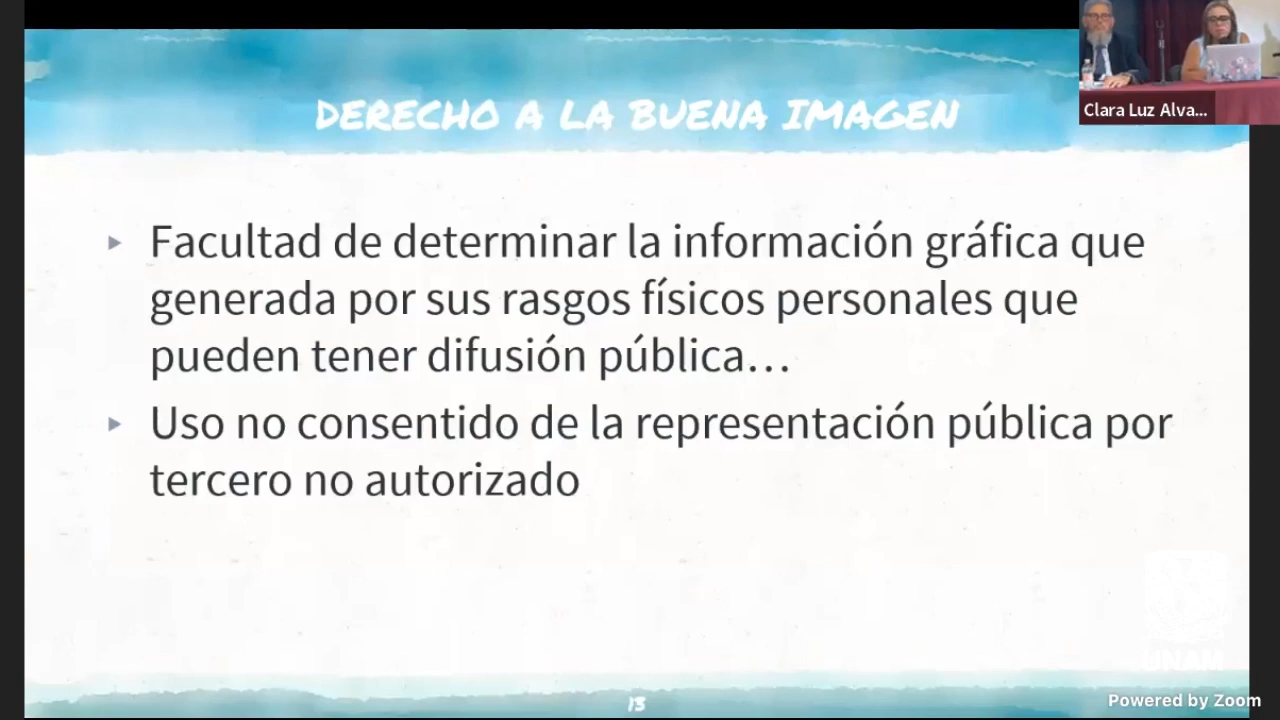 DERECHO A LA BUENA IMAGEN
Clara Luz Alva...
Facultad de determinar la información gráfica que
generada por sus rasgos físicos personales que
pueden tener difusión pública...
Uso no consentido de la representación pública por
tercero no autorizado
UNAM
Powered by Zoom
13